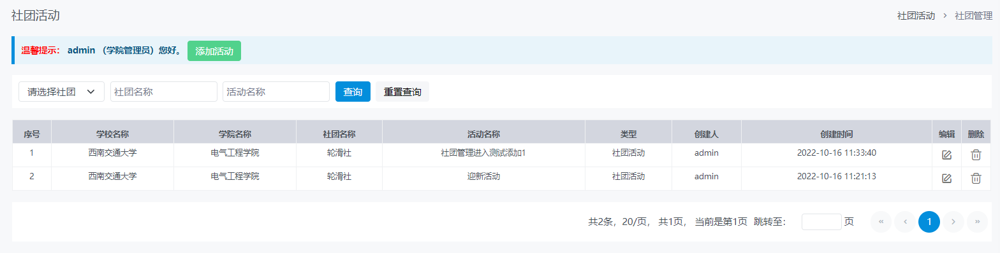 社团活动
社团活动 > 社团管理
温馨提示： admin （学院管理员）您好。 添加活动
请选择社团 社团名称 活动名称 查询 重置查询
序号 学校名称 学院名称 社团名称 活动名称 类型 创建人 创建时间 编辑 删除
1 西南交通大学 电气工程学院 轮滑社 社团管理进入测试添加1 社团活动 admin 2022-10-16 11:33:40
2 西南交通大学 电气工程学院 轮滑社 迎新活动 社团活动 admin 2022-10-16 11:21:13
共2条，20/页， 共1页， 当前是第1页 跳转至： 页 « ‹ 1 › »